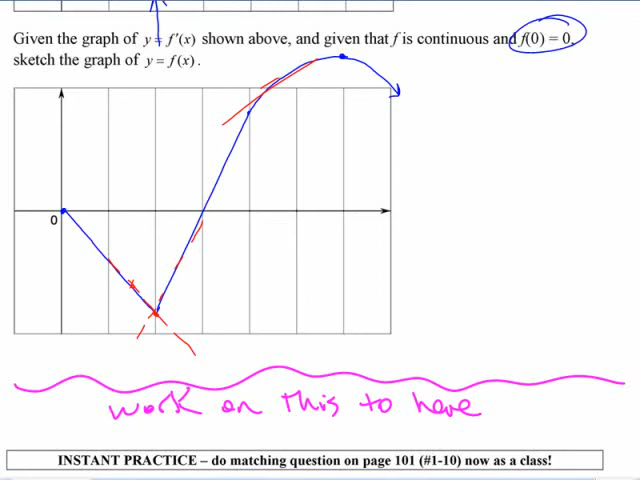 Given the graph of y = f'(x) shown above, and given that f is continuous and f(0) = 0,
sketch the graph of y = f(x).
0
work on this to have
INSTANT PRACTICE – do matching question on page 101 (#1-10) now as a class!